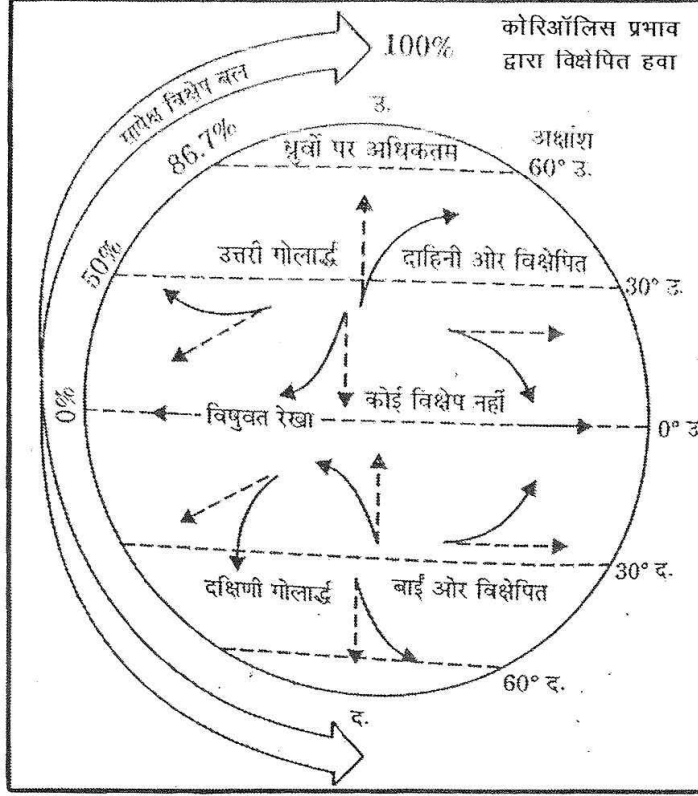 कोरिऑलिस प्रभाव
द्वारा विक्षेपित हवा
100%
सापेक्ष विक्षेप बल
उ.
86.7%
ध्रुवों पर अधिकतम
अक्षांश
60° उ.
50%
उत्तरी गोलार्द्ध
दाहिनी ओर विक्षेपित
30° उ.
0%
विषुवत रेखा
कोई विक्षेप नहीं
0° उ
30° द.
दक्षिणी गोलार्द्ध
बाईं ओर विक्षेपित
60° द.
द.